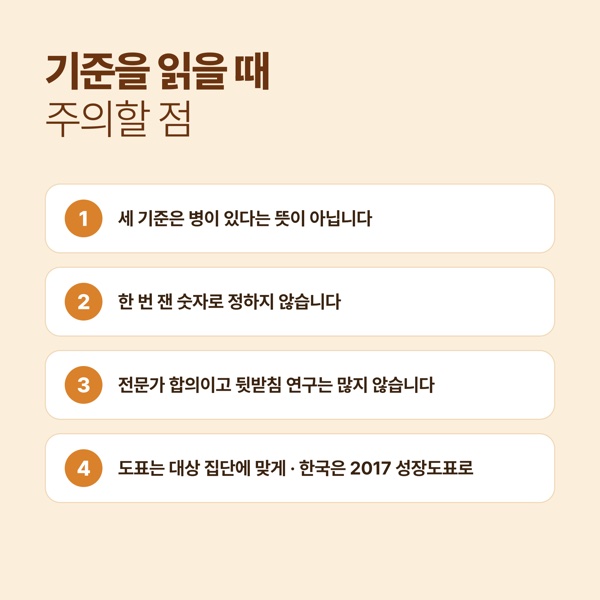 기준을 읽을 때
주의할 점
1 세 기준은 병이 있다는 뜻이 아닙니다
2 한 번 잰 숫자로 정하지 않습니다
3 전문가 합의이고 뒷받침 연구는 많지 않습니다
4 도표는 대상 집단에 맞게 · 한국은 2017 성장도표로